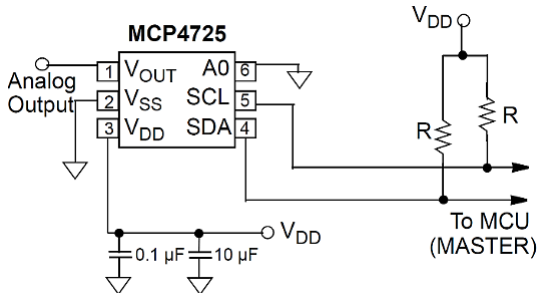 MCP4725
VDD
Analog
Output
1 VOUT A0 6
2 VSS SCL 5
3 VDD SDA 4
R
R
VDD
0.1 µF
10 µF
To MCU
(MASTER)